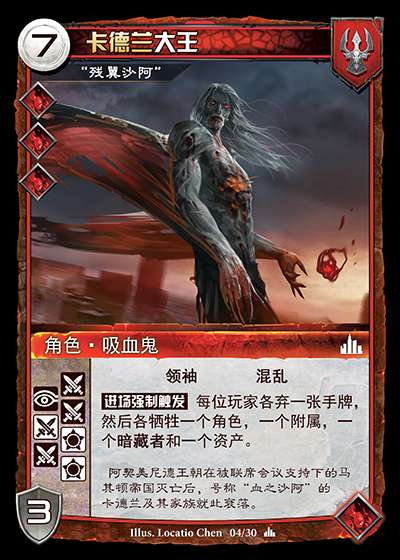 7
卡德兰大王
“残翼沙阿”
角色·吸血鬼
领袖 混乱
进场强制触发 每位玩家各弃一张手牌，
然后各牺牲一个角色，一个附属，一
个暗藏者和一个资产。
阿契美尼德王朝在被联席会议支持下的马
其顿帝国灭亡后，号称“血之沙阿”的
卡德兰及其家族就此衰落。
3
Illus. Locatio Chen 04/30